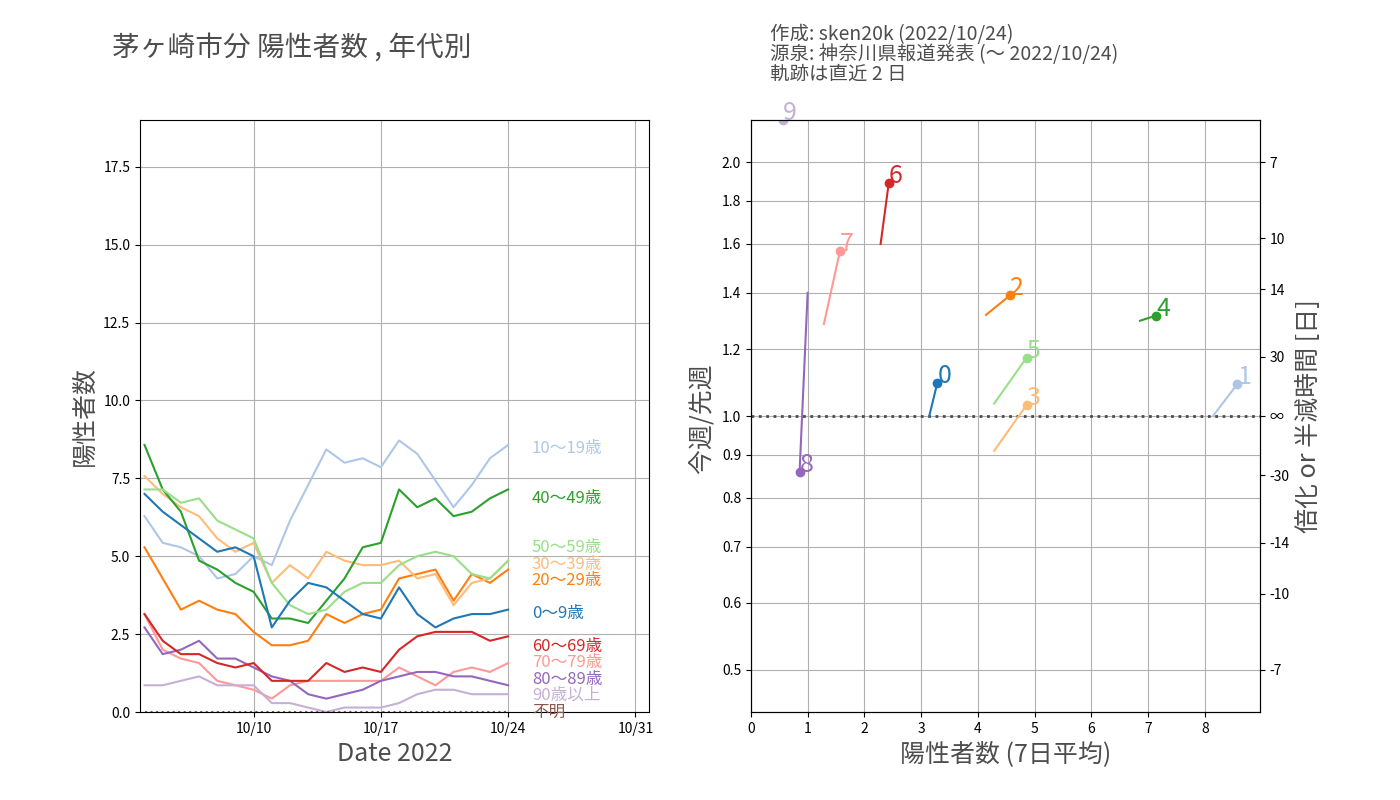 茅ヶ崎市分 陽性者数 , 年代別
作成: sken20k (2022/10/24)
源泉: 神奈川県報道発表 (～ 2022/10/24)
軌跡は直近 2 日
陽性者数
17.5
15.0
12.5
10.0
7.5
5.0
2.5
0.0
10～19歳
40～49歳
50～59歳
30～39歳
20～29歳
0～9歳
60～69歳
70～79歳
80～89歳
90歳以上
不明
10/10
10/17
10/24
10/31
Date 2022
今週/先週
2.0
1.8
1.6
1.4
1.2
1.0
0.9
0.8
0.7
0.6
0.5
9
6
7
2
4
5
0
1
3
8
7
10
14
30
∞
-30
-14
-10
-7
倍化 or 半減時間 [日]
0
1
2
3
4
5
6
7
8
陽性者数 (7日平均)